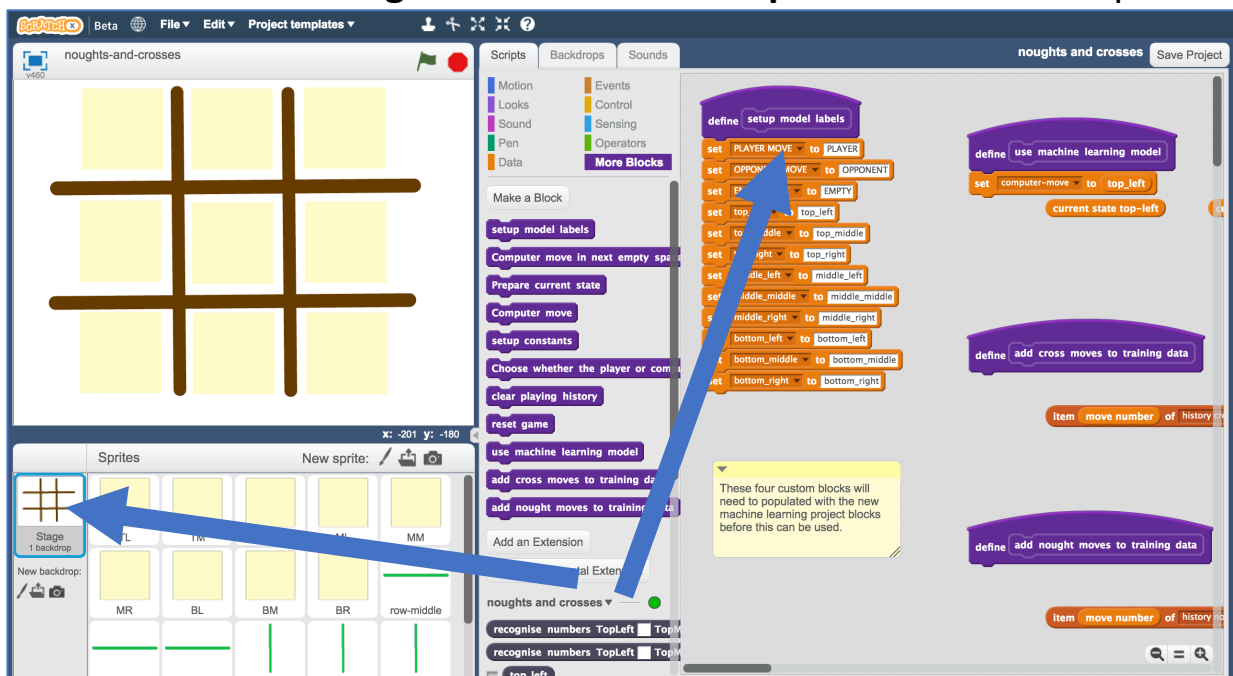 SCRATCHX Beta File Edit Project templates
v460 noughts-and-crosses
Scripts Backdrops Sounds
noughts and crosses Save Project
Motion Events
Looks Control
Sound Sensing
Pen Operators
Data More Blocks
Make a Block
setup model labels
Computer move in next empty spac
Prepare current state
Computer move
setup constants
Choose whether the player or comp
clear playing history
reset game
use machine learning model
add cross moves to training da
add nought moves to training
Add an Extension
noughts and crosses
recognise numbers TopLeft TopM
recognise numbers TopLeft TopM
top_left
define setup model labels
set PLAYER MOVE to PLAYER
set to OPPONENT
set to EMPTY
set to top_left
set to top_middle
set to top_right
set to middle_left
middle_middle to middle_middle
middle_right to middle_right
bottom_left to bottom_left
bottom_middle to bottom_middle
set bottom_right to bottom_right
These four custom blocks will
need to populated with the new
machine learning project blocks
before this can be used.
define use machine learning model
set computer-move to top_left
current state top-left
define add cross moves to training data
item move number of history
define add nought moves to training data
item move number of history
x: -201 y: -180
Sprites New sprite:
Stage
1 backdrop
New backdrop:
MM
MR BL BM BR row-middle